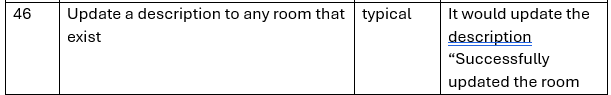 46
Update a description to any room that
exist
typical
It would update the
description
“Successfully
updated the room